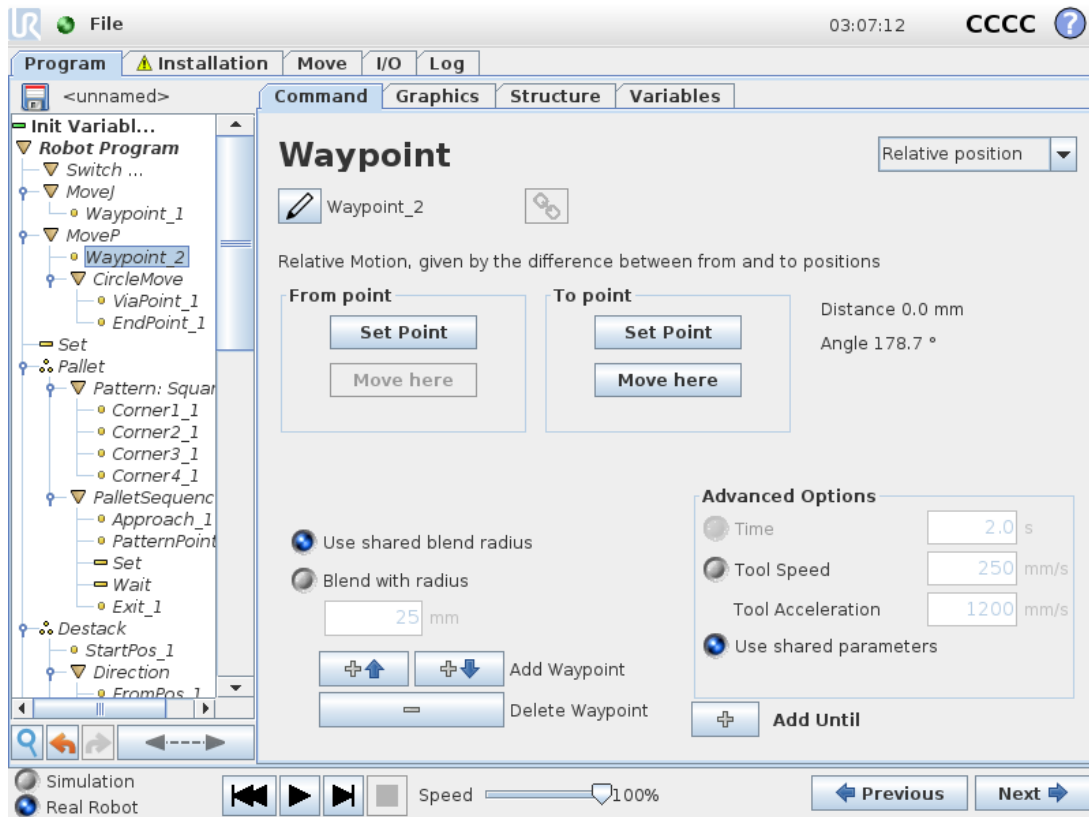 UR File 03:07:12 CCCC ?
Program Installation Move I/O Log
<unnamed>
Command Graphics Structure Variables
Init Variabl...
Robot Program
Switch ...
MoveJ
Waypoint_1
MoveP
Waypoint_2
CircleMove
ViaPoint_1
EndPoint_1
Set
Pallet
Pattern: Squar
Corner1_1
Corner2_1
Corner3_1
Corner4_1
PalletSequenc
Approach_1
PatternPoint
Set
Wait
Exit_1
Destack
StartPos_1
Direction
FromPos_1
Waypoint
Relative position
Waypoint_2
Relative Motion, given by the difference between from and to positions
From point
Set Point
Move here
To point
Set Point
Move here
Distance 0.0 mm
Angle 178.7 °
Use shared blend radius
Blend with radius
25 mm
Add Waypoint
Delete Waypoint
Advanced Options
Time 2.0 s
Tool Speed 250 mm/s
Tool Acceleration 1200 mm/s
Use shared parameters
Add Until
Simulation
Real Robot
Speed 100%
Previous Next